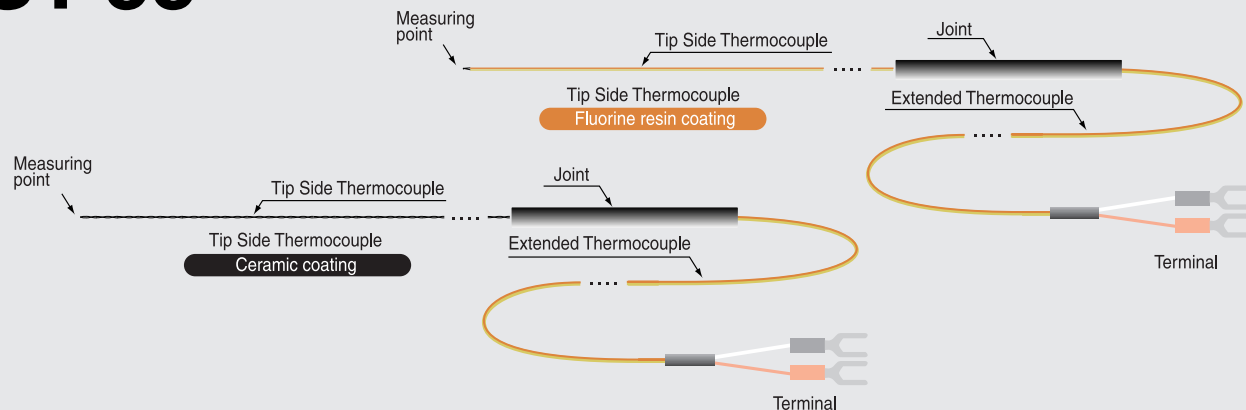 Measuring
point
Tip Side Thermocouple
Joint
Tip Side Thermocouple
Fluorine resin coating
Extended Thermocouple
Terminal
Measuring
point
Tip Side Thermocouple
Joint
Tip Side Thermocouple
Ceramic coating
Extended Thermocouple
Terminal